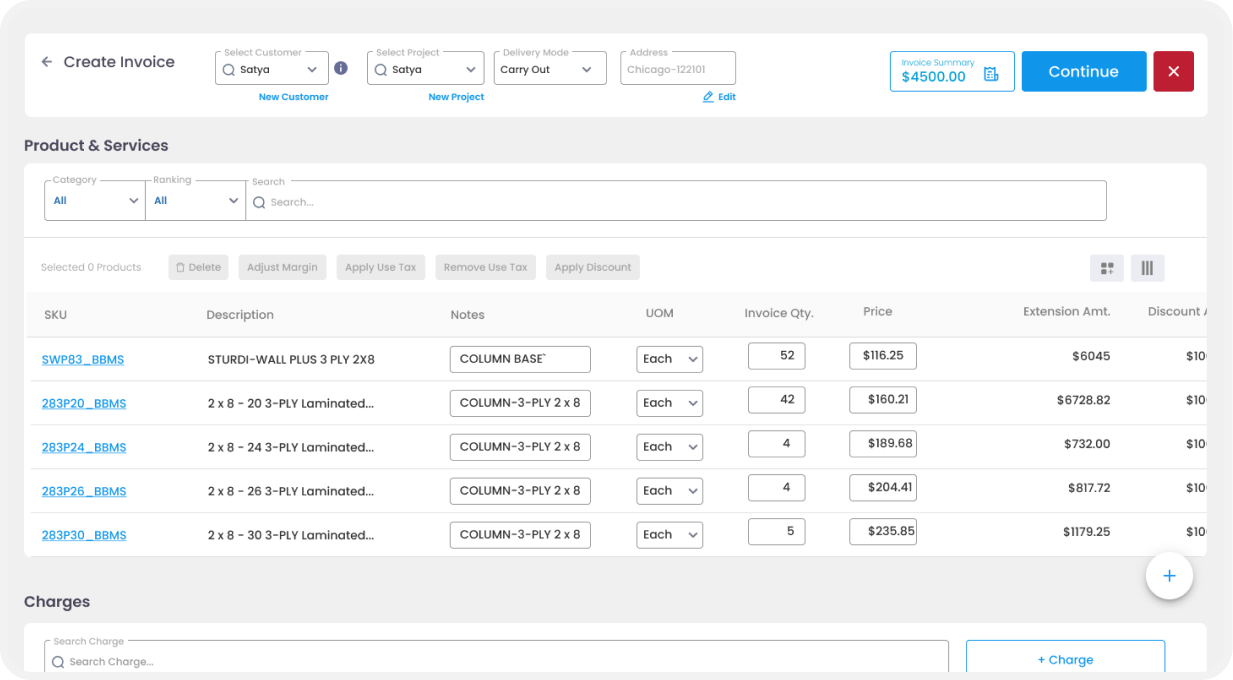 Create Invoice
Select Customer
Satya
New Customer
Select Project
Satya
New Project
Delivery Mode
Carry Out
Address
Chicago-122101
Edit
Invoice Summary
$4500.00
Continue
Product & Services
Category
All
Ranking
All
Search
Search...
Selected 0 Products
Delete
Adjust Margin
Apply Use Tax
Remove Use Tax
Apply Discount
SKU Description Notes UOM Invoice Qty. Price Extension Amt. Discount
SWP83_BBMS STURDI-WALL PLUS 3 PLY 2X8 COLUMN BASE` Each 52 $116.25 $6045 $10
283P20_BBMS 2 x 8 - 20 3-PLY Laminated... COLUMN-3-PLY 2 x 8 Each 42 $160.21 $6728.82 $10
283P24_BBMS 2 x 8 - 24 3-PLY Laminated... COLUMN-3-PLY 2 x 8 Each 4 $189.68 $732.00 $10
283P26_BBMS 2 x 8 - 26 3-PLY Laminated... COLUMN-3-PLY 2 x 8 Each 4 $204.41 $817.72 $10
283P30_BBMS 2 x 8 - 30 3-PLY Laminated... COLUMN-3-PLY 2 x 8 Each 5 $235.85 $1179.25 $10
Charges
Search Charge
Search Charge...
+ Charge